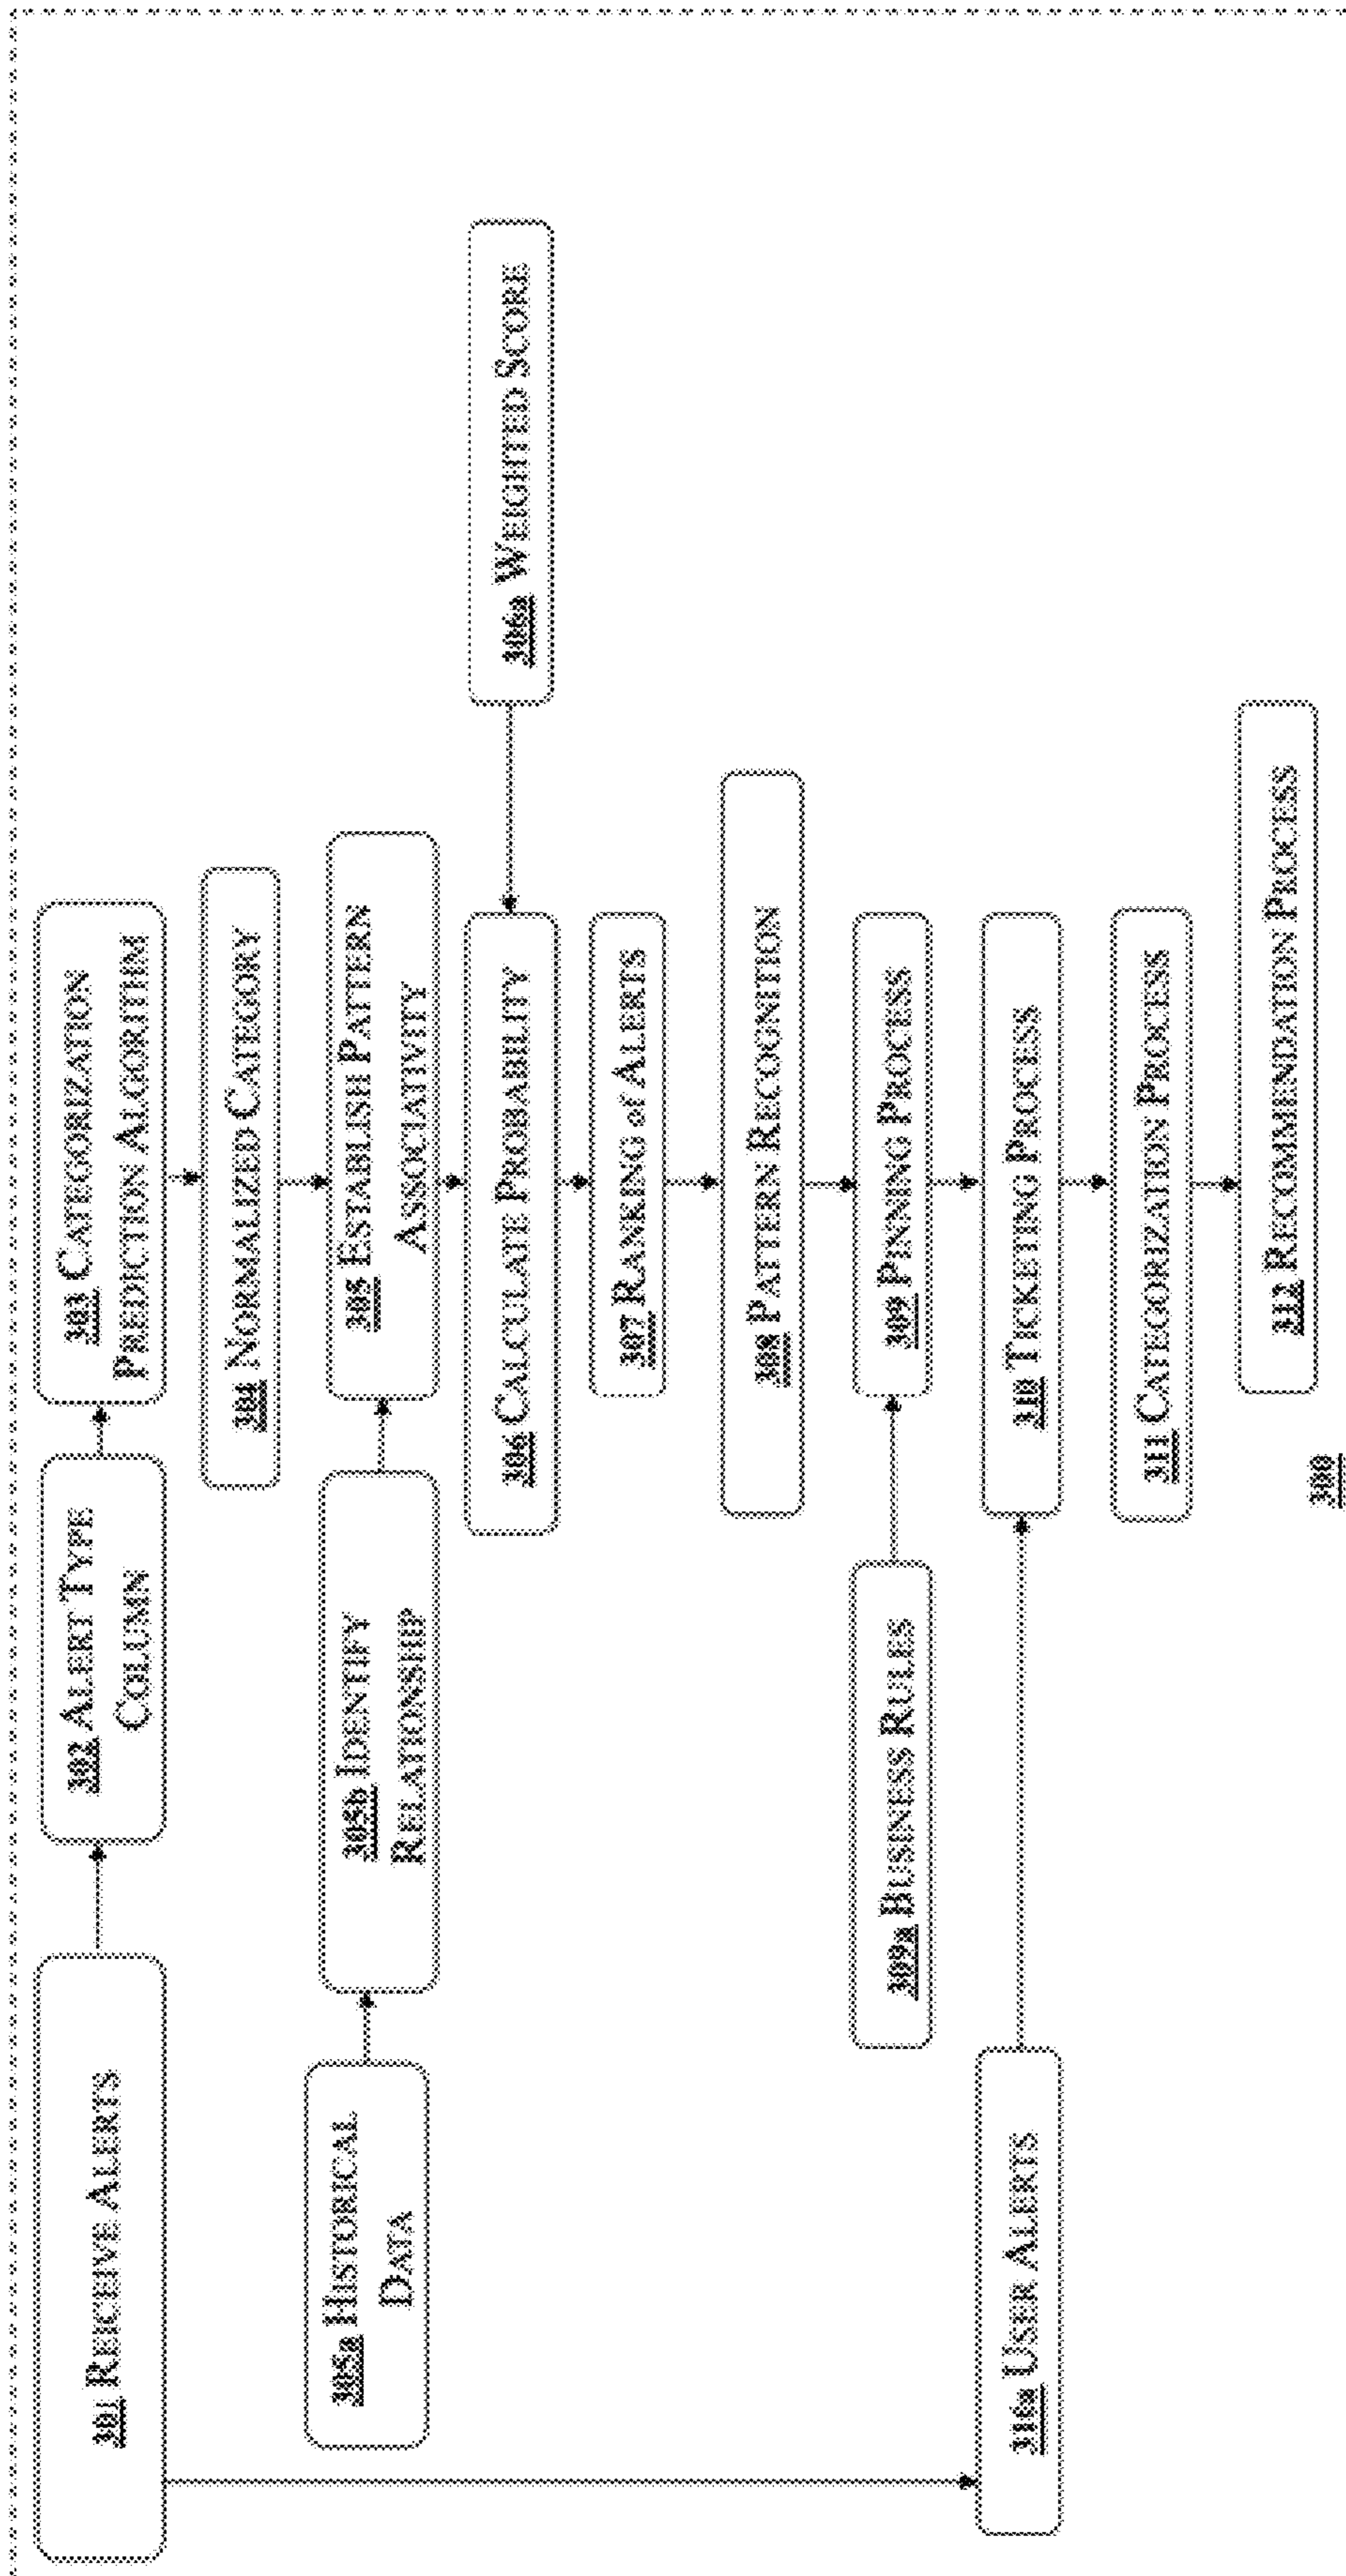 301 REICEIVE ALERTS
302 ALERT TYPE
COLUMN
303 CATEGORIZATION
PREDICTION ALGORITHM
304 NORMALIZED CATEGORY
305a HISTORICAL
DATA
305b IDENTIFY
RELATIONSHIP
305 ESTABLISH PATTERN
ASSOCIATIVITY
306 CALCULATE PROBABILITY
306a WEIGHTED SCORE
307 RANKING of ALERTS
308 PATTERN RECOGNITION
309a BUSINESS RULES
309 PINNING PROCESS
310a USER ALERTS
310 TICKETING PROCESS
311 CATEGORIZATION PROCESS
312 RECOMMENDATION PROCESS
300